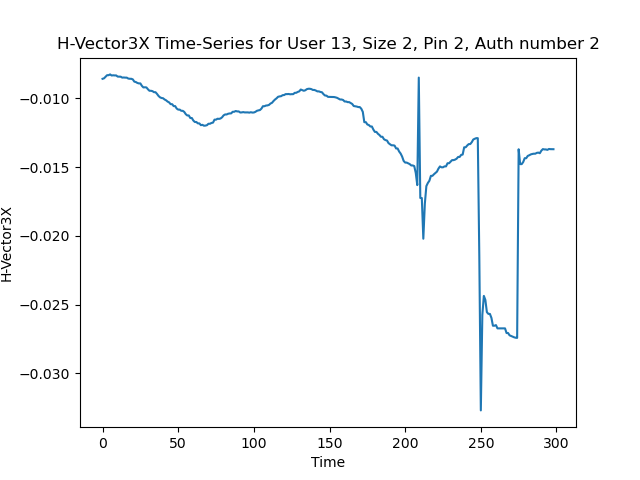 H-Vector3X Time-Series for User 13, Size 2, Pin 2, Auth number 2
H-Vector3X
−0.010
−0.015
−0.020
−0.025
−0.030
0 50 100 150 200 250 300
Time